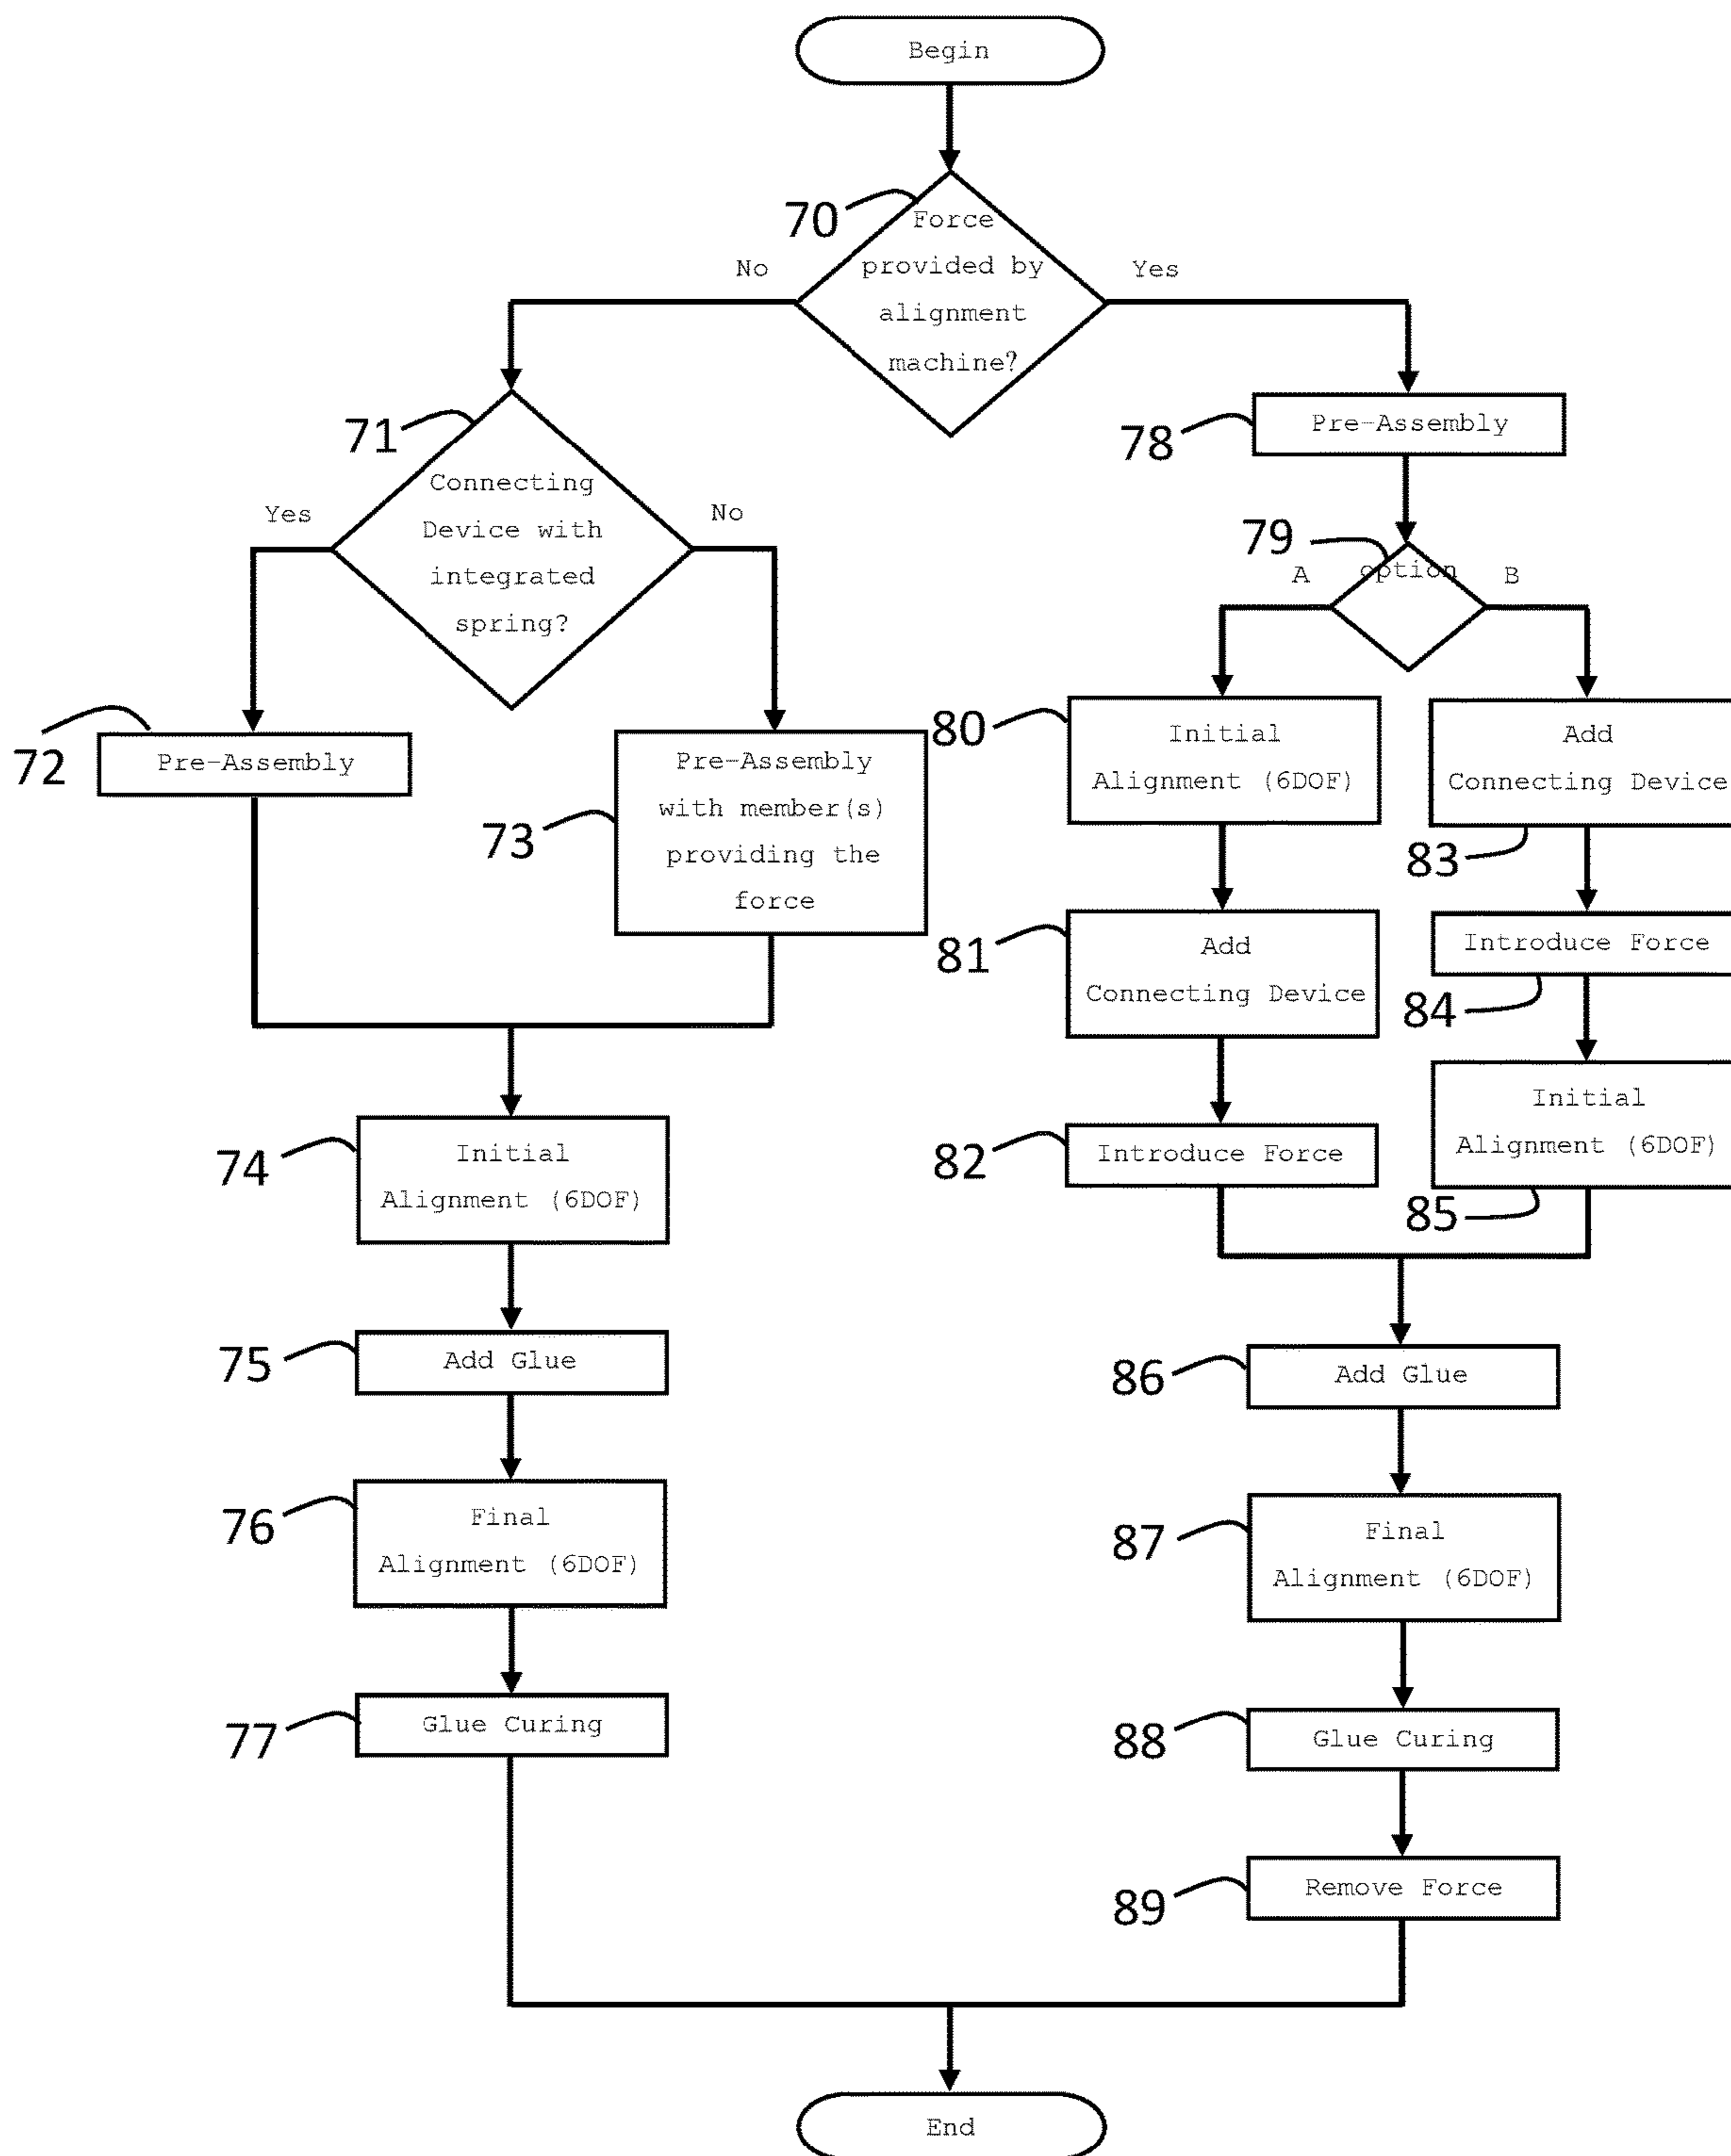 Begin
70
Force
provided by
alignment
machine?
No
Yes
71
Connecting
Device with
integrated
spring?
Yes
No
72
Pre-Assembly
73
Pre-Assembly
with member(s)
providing the
force
74
Initial
Alignment (6DOF)
75
Add Glue
76
Final
Alignment (6DOF)
77
Glue Curing
78
Pre-Assembly
79
option
A
B
80
Initial
Alignment (6DOF)
81
Add
Connecting Device
82
Introduce Force
Add
Connecting Device
83
Introduce Force
84
Initial
Alignment (6DOF)
85
86
Add Glue
87
Final
Alignment (6DOF)
88
Glue Curing
89
Remove Force
End